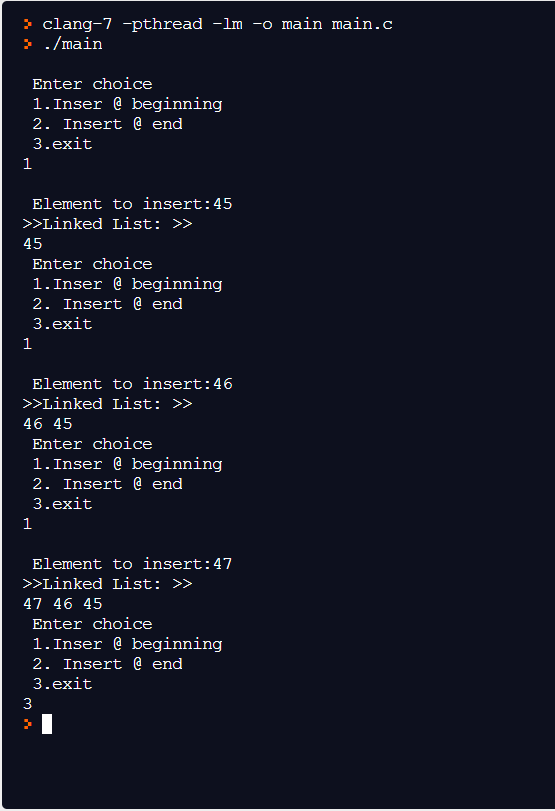 > clang-7 -pthread -lm -o main main.c
> ./main
Enter choice
1.Inser @ beginning
2. Insert @ end
3.exit
1
Element to insert:45
>>Linked List: >>
45
Enter choice
1.Inser @ beginning
2. Insert @ end
3.exit
1
Element to insert:46
>>Linked List: >>
46 45
Enter choice
1.Inser @ beginning
2. Insert @ end
3.exit
1
Element to insert:47
>>Linked List: >>
47 46 45
Enter choice
1.Inser @ beginning
2. Insert @ end
3.exit
3
>